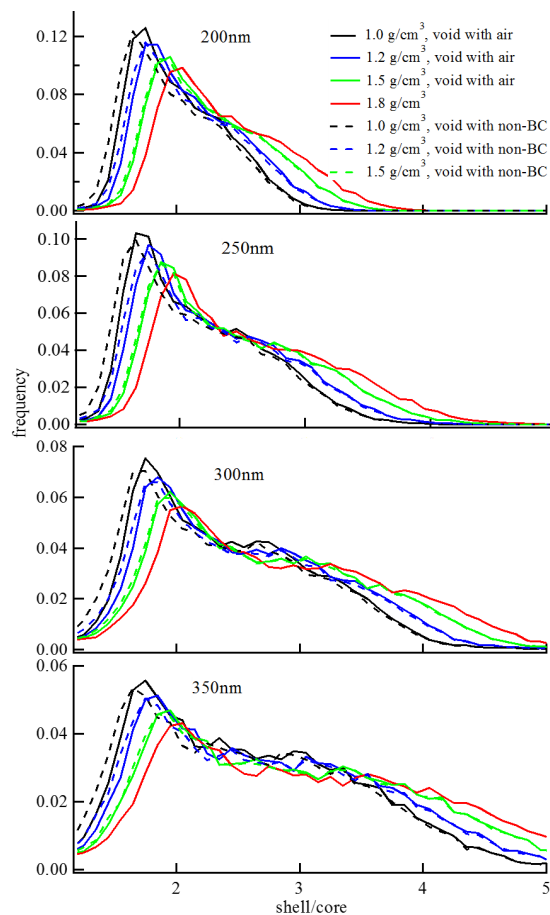 200nm
1.0 g/cm³, void with air
1.2 g/cm³, void with air
1.5 g/cm³, void with air
1.8 g/cm³
1.0 g/cm³, void with non-BC
1.2 g/cm³, void with non-BC
1.5 g/cm³, void with non-BC
0.12
0.08
0.04
0.00
250nm
0.10
0.08
0.06
0.04
0.02
0.00
2
3
4
5
frequency
300nm
0.08
0.06
0.04
0.02
0.00
350nm
0.06
0.04
0.02
0.00
2
3
4
5
shell/core